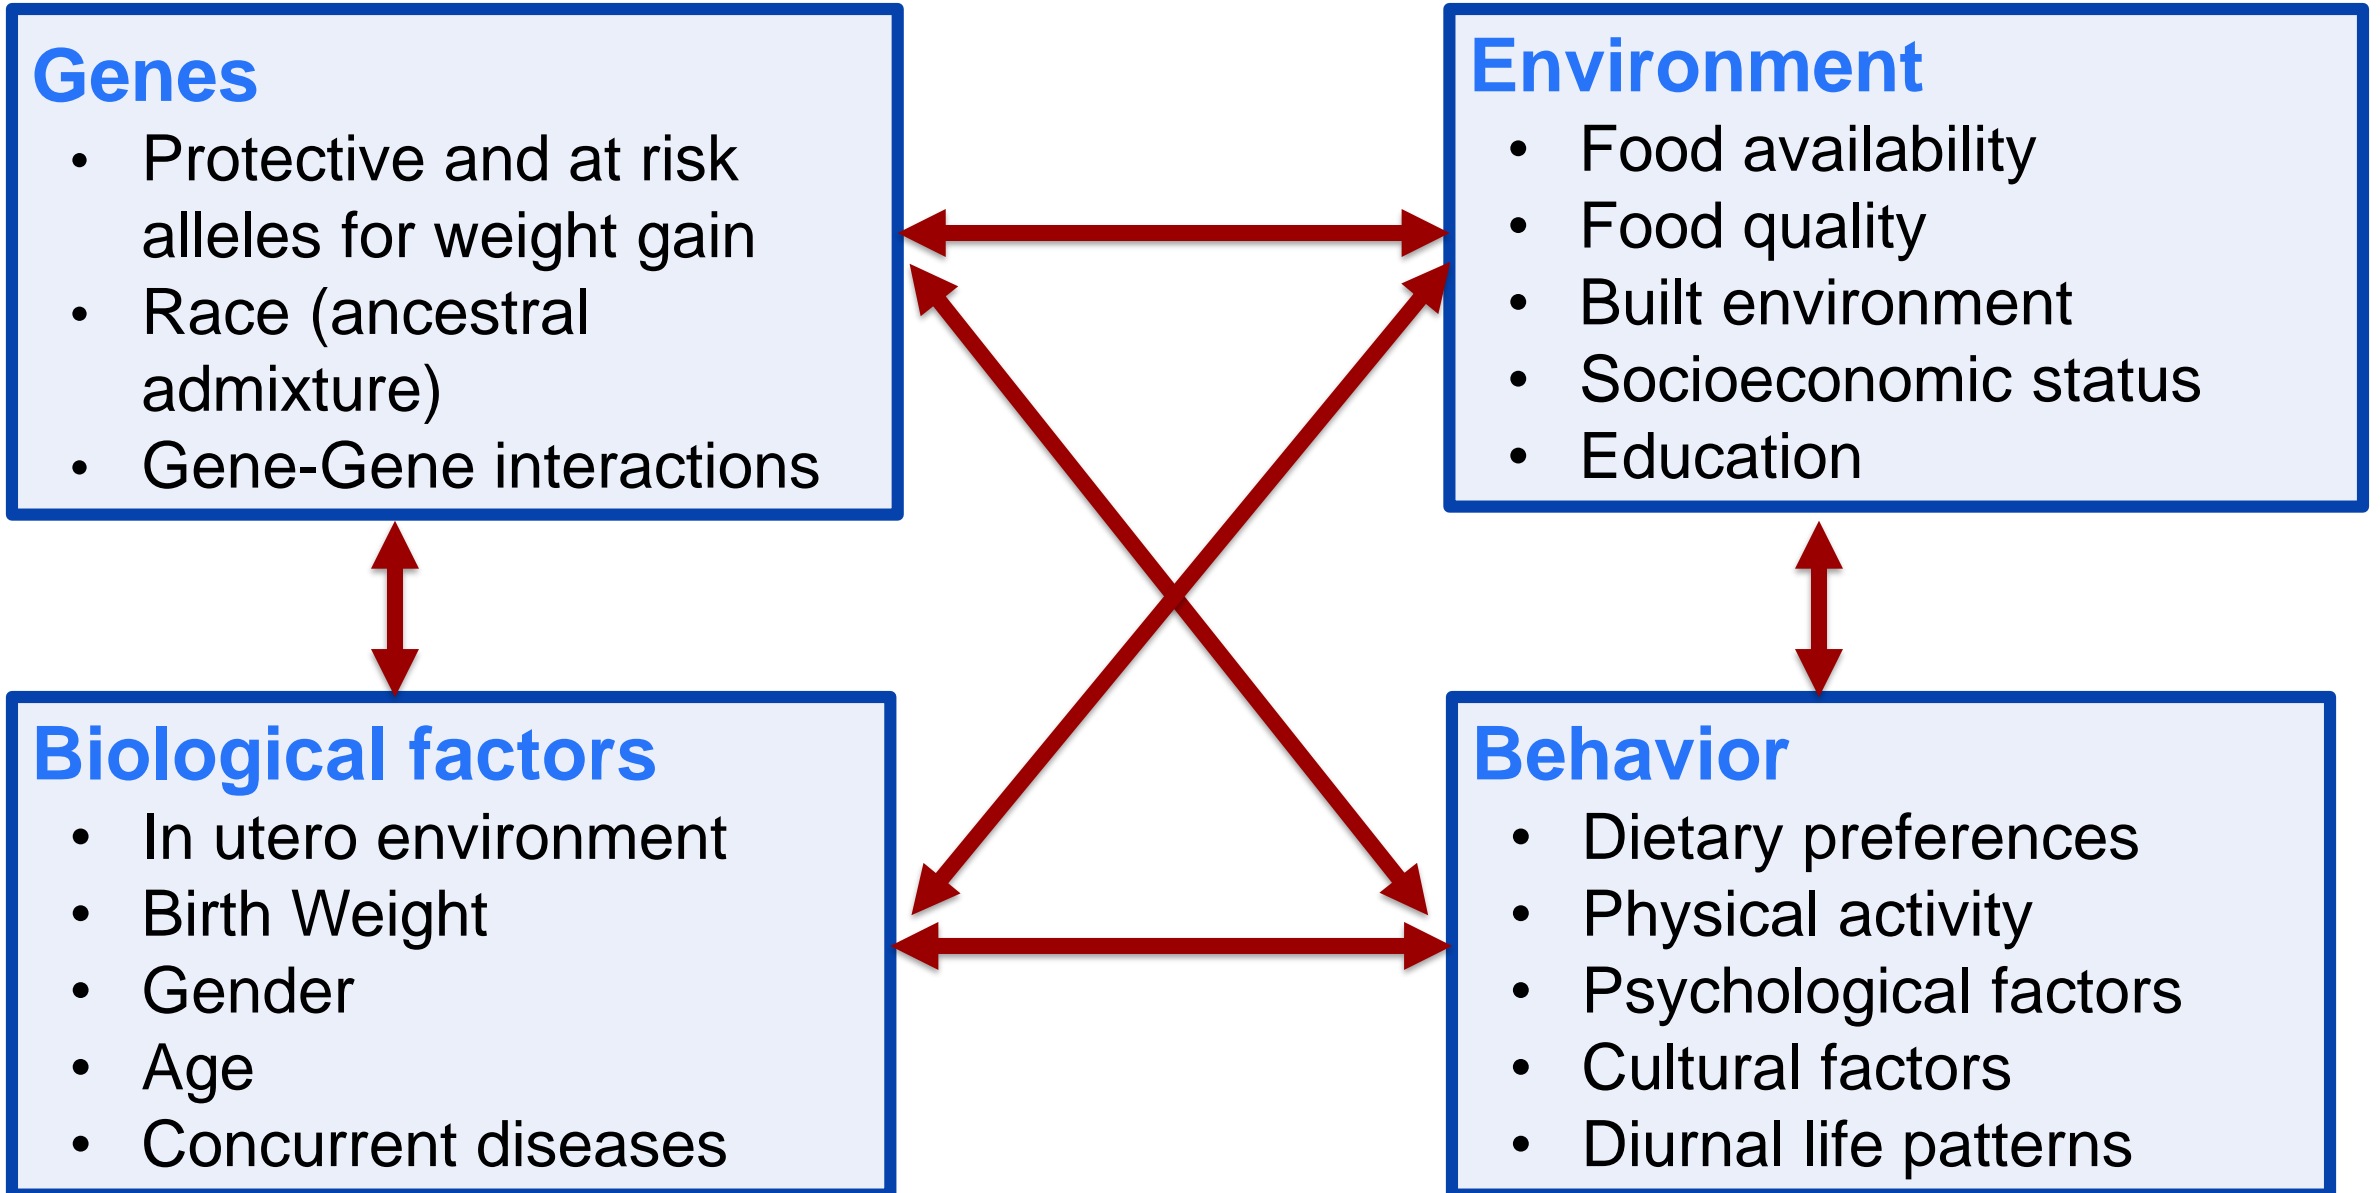 Genes
• Protective and at risk
alleles for weight gain
• Race (ancestral
admixture)
• Gene-Gene interactions
Environment
• Food availability
• Food quality
• Built environment
• Socioeconomic status
• Education
Biological factors
• In utero environment
• Birth Weight
• Gender
• Age
• Concurrent diseases
Behavior
• Dietary preferences
• Physical activity
• Psychological factors
• Cultural factors
• Diurnal life patterns